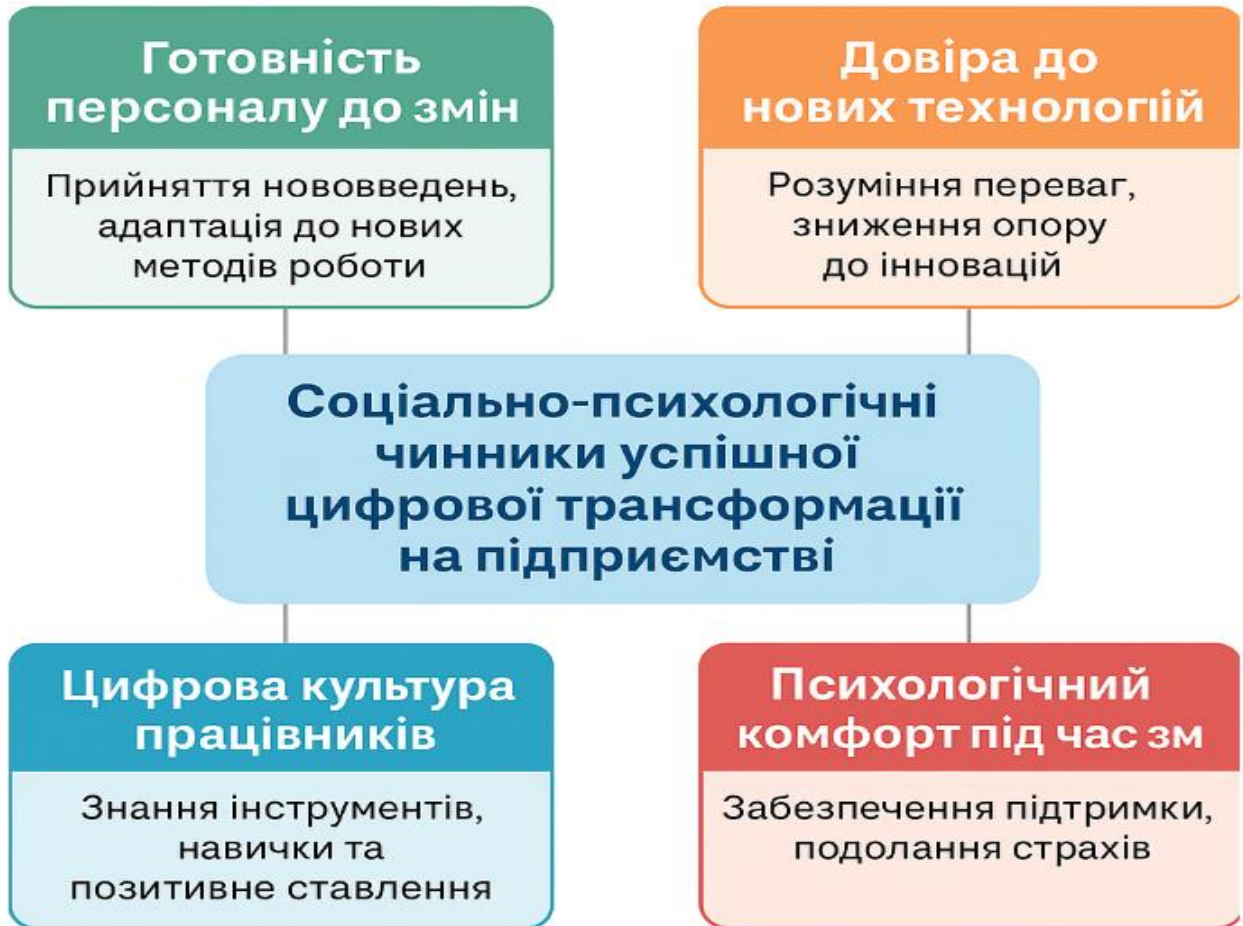 Готовність
персоналу до змін
Прийняття нововведень,
адаптація до нових
методів роботи
Довіра до
нових технологіій
Розуміння переваг,
зниження опору
до інновацій
Соціально-психологічні
чинники успішної
цифрової трансформації
на підприємстві
Цифрова культура
працівників
Знання інструментів,
навички та
позитивне ставлення
Психологічний
комфорт під час зм
Забезпечення підтримки,
подолання страхів